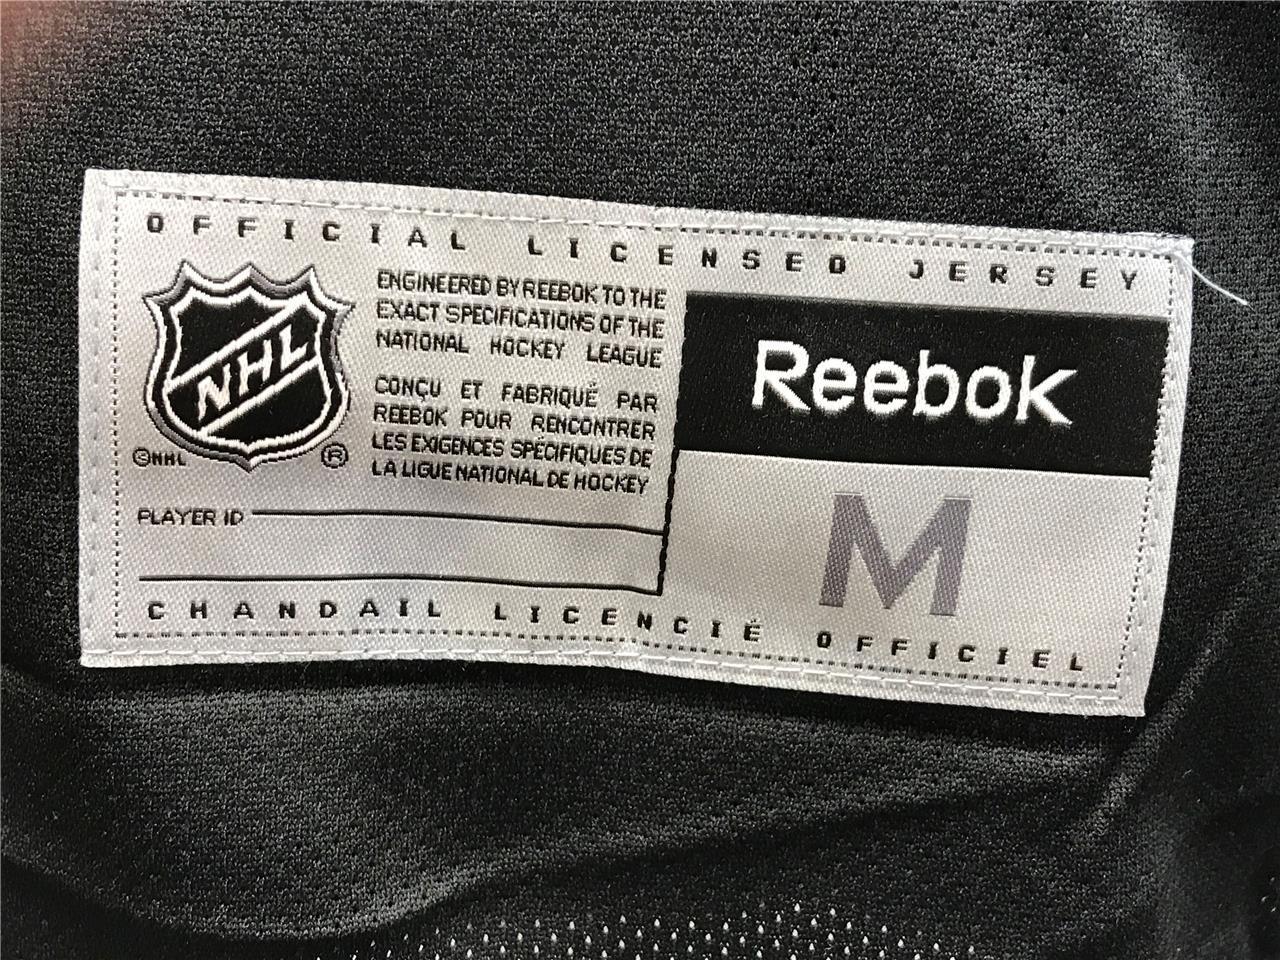 OFFICIAL LICENSED JERSEY
NHL
©NHL
®
ENGINEERED BY REEBOK TO THE
EXACT SPECIFICATIONS OF THE
NATIONAL HOCKEY LEAGUE
CONÇU ET FABRIQUÉ PAR
REEBOK POUR RENCONTRER
LES EXIGENCES SPÉCIFIQUES DE
LA LIGUE NATIONAL DE HOCKEY
Reebok
M
PLAYER ID
CHANDAIL LICENCIÉ OFFICIEL